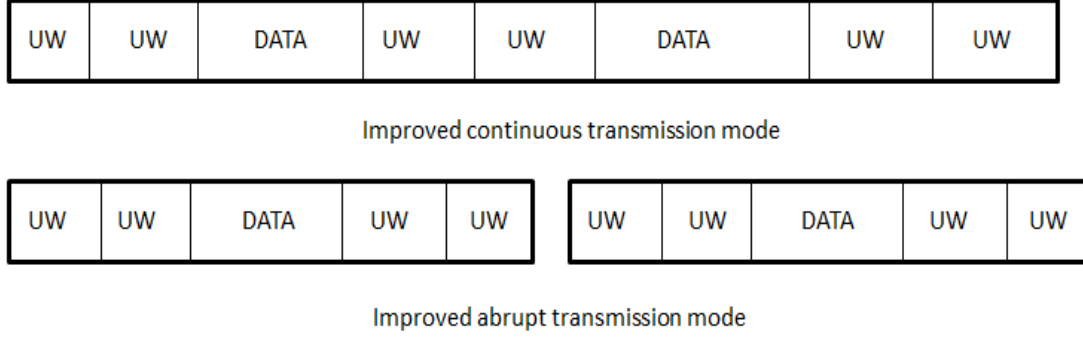 UW UW DATA UW UW DATA UW UW
Improved continuous transmission mode
UW UW DATA UW UW UW UW DATA UW UW
Improved abrupt transmission mode